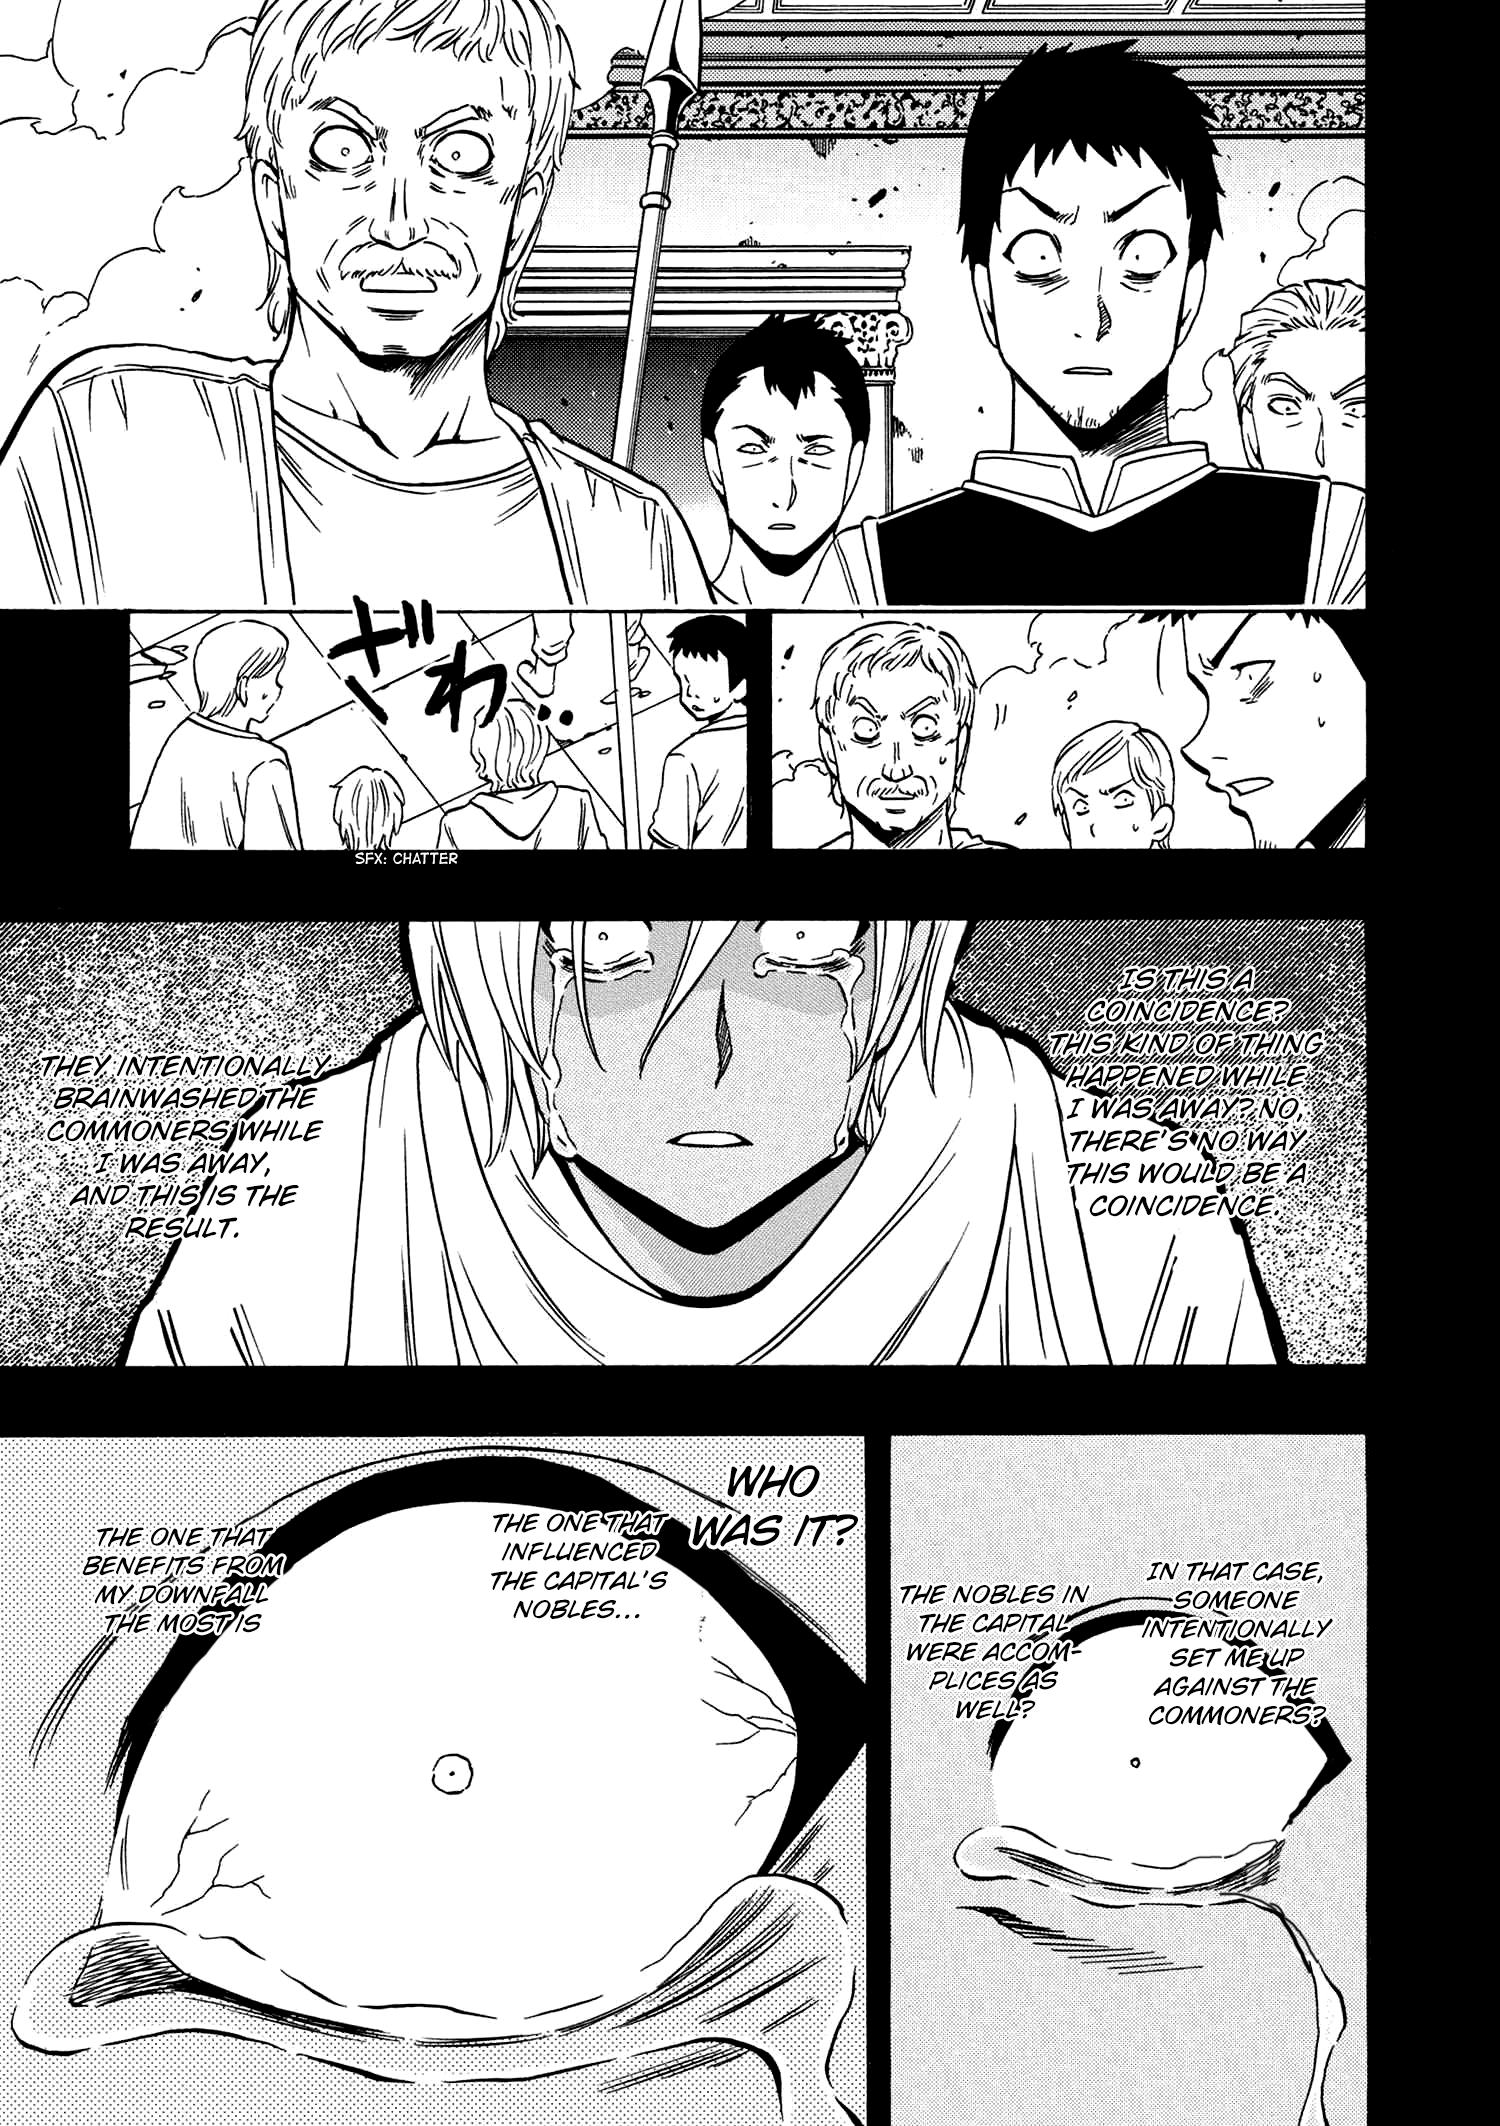 ザワ‥
SFX: CHATTER
IS THIS A
COINCIDENCE?
THIS KIND OF THING
HAPPENED WHILE
I WAS AWAY? NO,
THERE'S NO WAY
THIS WOULD BE A
COINCIDENCE.
THEY INTENTIONALLY
BRAINWASHED THE
COMMONERS WHILE
I WAS AWAY,
AND THIS IS THE
RESULT.
IN THAT CASE,
SOMEONE
INTENTIONALLY
SET ME UP
AGAINST THE
COMMONERS?
THE NOBLES IN
THE CAPITAL
WERE ACCOM-
PLICES AS
WELL?
WHO
WAS IT?
THE ONE THAT
INFLUENCED
THE CAPITAL'S
NOBLES...
THE ONE THAT
BENEFITS FROM
MY DOWNFALL
THE MOST IS